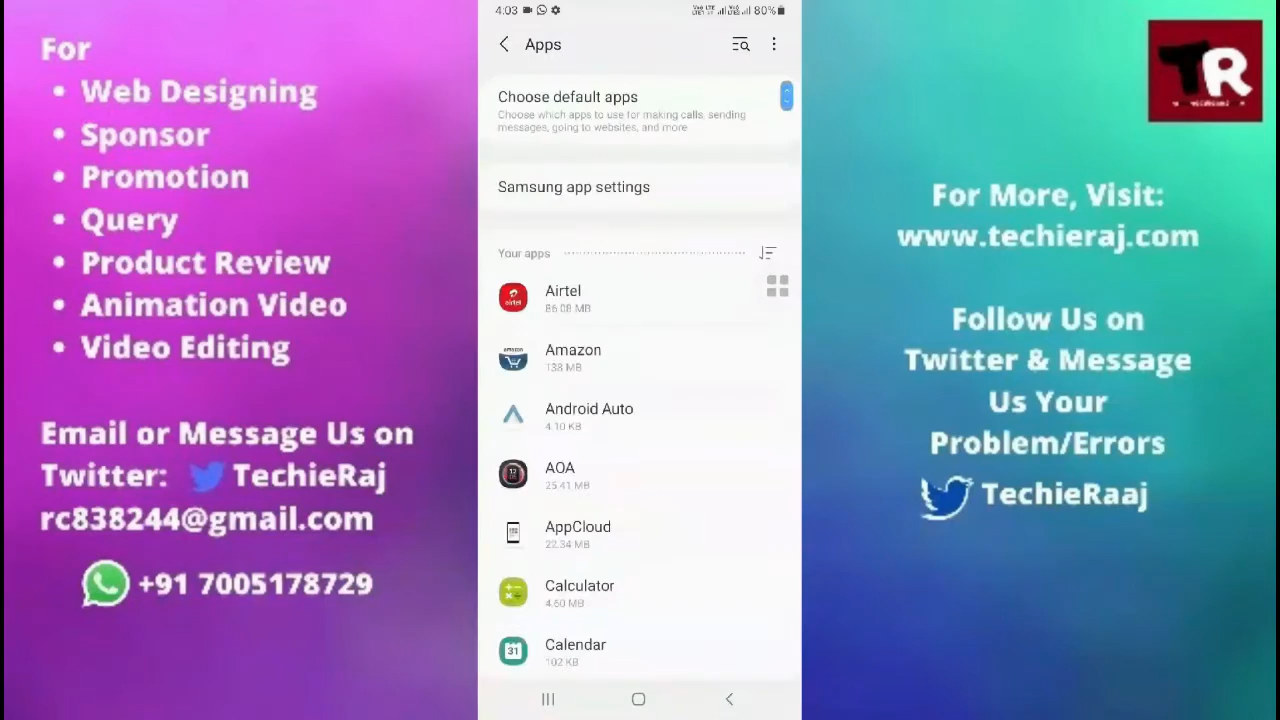 For
• Web Designing
• Sponsor
• Promotion
• Query
• Product Review
• Animation Video
• Video Editing
Email or Message Us on
Twitter: TechieRaj
rc838244@gmail.com
+91 7005178729
4:03
80%
Apps
Choose default apps
Choose which apps to use for making calls, sending
messages, going to websites, and more
Samsung app settings
Your apps
Airtel
86.08 MB
Amazon
138 MB
Android Auto
4.10 KB
AOA
25.41 MB
AppCloud
22.34 MB
Calculator
4.60 MB
Calendar
102 KB
TR
For More, Visit:
www.techieraj.com
Follow Us on
Twitter & Message
Us Your
Problem/Errors
TechieRaaj